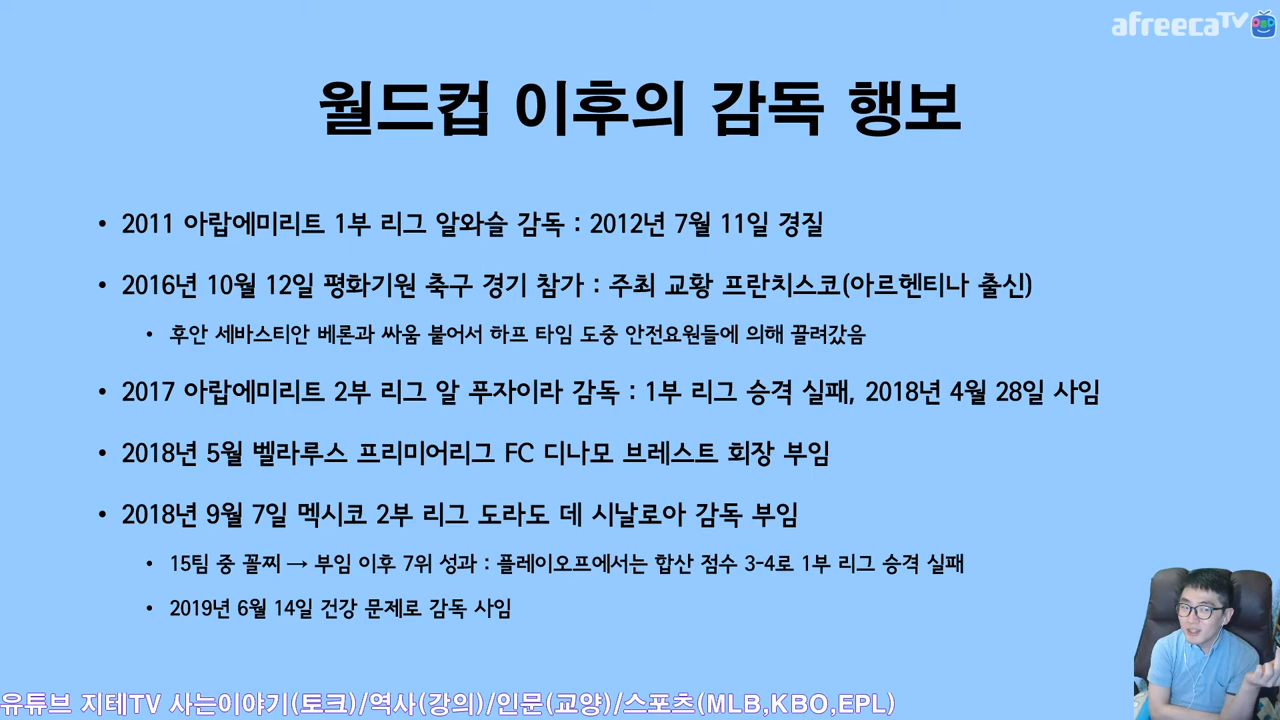 afreecaTV
월드컵 이후의 감독 행보
• 2011 아랍에미리트 1부 리그 알와슬 감독 : 2012년 7월 11일 경질
• 2016년 10월 12일 평화기원 축구 경기 참가 : 주최 교황 프란치스코(아르헨티나 출신)
• 후안 세바스티안 베론과 싸움 붙어서 하프 타임 도중 안전요원들에 의해 끌려갔음
• 2017 아랍에미리트 2부 리그 알 푸자이라 감독 : 1부 리그 승격 실패, 2018년 4월 28일 사임
• 2018년 5월 벨라루스 프리미어리그 FC 디나모 브레스트 회장 부임
• 2018년 9월 7일 멕시코 2부 리그 도라도 데 시날로아 감독 부임
• 15팀 중 꼴찌 → 부임 이후 7위 성과 : 플레이오프에서는 합산 점수 3-4로 1부 리그 승격 실패
• 2019년 6월 14일 건강 문제로 감독 사임
유튜브 지테TV 사는이야기(토크)/역사(강의)/인문(교양)/스포츠(MLB,KBO,EPL)